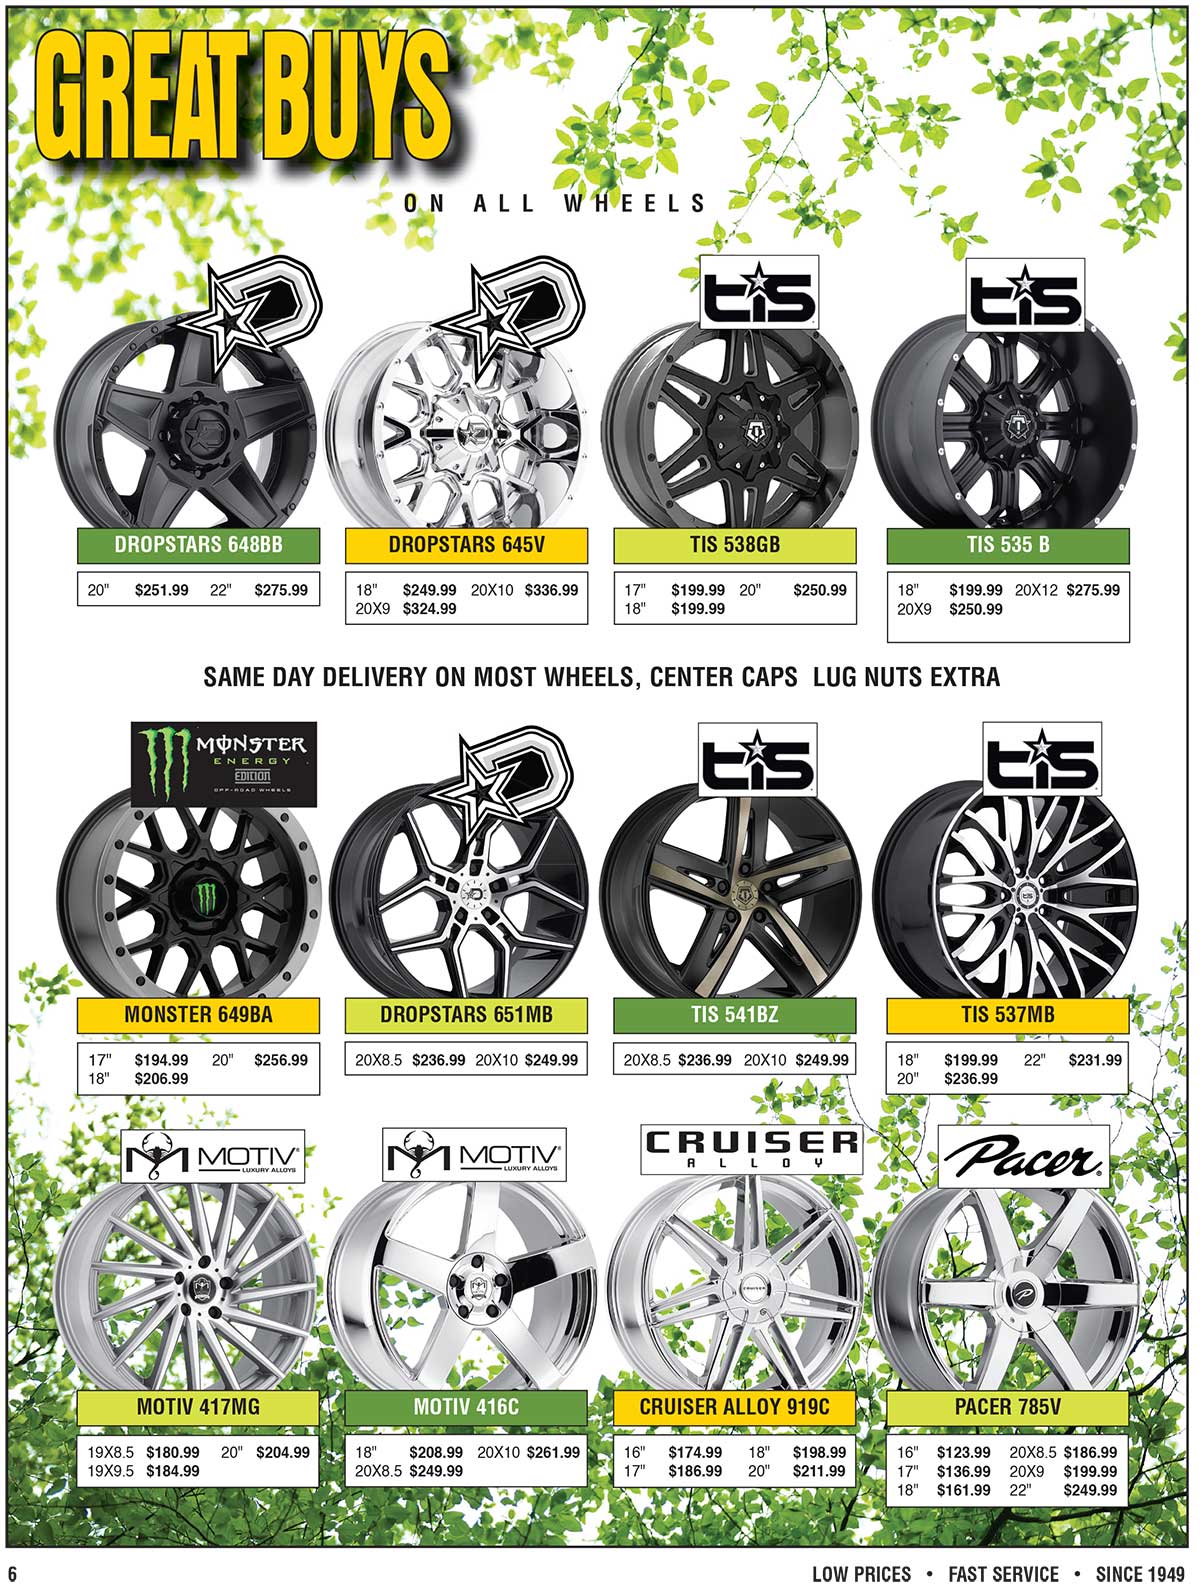 GREAT BUYS
ON ALL WHEELS
tis
tis
DROPSTARS 648BB
20" $251.99 22" $275.99
DROPSTARS 645V
18" $249.99 20X10 $336.99
20X9 $324.99
TIS 538GB
17" $199.99 20" $250.99
18" $199.99
TIS 535 B
18" $199.99 20X12 $275.99
20X9 $250.99
SAME DAY DELIVERY ON MOST WHEELS, CENTER CAPS LUG NUTS EXTRA
MONSTER
ENERGY
EDITION
OFF-ROAD WHEELS
tis
tis
MONSTER 649BA
17" $194.99 20" $256.99
18" $206.99
DROPSTARS 651MB
20X8.5 $236.99 20X10 $249.99
TIS 541BZ
20X8.5 $236.99 20X10 $249.99
TIS 537MB
18" $199.99 22" $231.99
20" $236.99
MOTIV®
LUXURY ALLOYS
MOTIV®
LUXURY ALLOYS
CRUISER
ALLOY
Pacer®
CRUISER
P
MOTIV 417MG
19X8.5 $180.99 20" $204.99
19X9.5 $184.99
MOTIV 416C
18" $208.99 20X10 $261.99
20X8.5 $249.99
CRUISER ALLOY 919C
16" $174.99 18" $198.99
17" $186.99 20" $211.99
PACER 785V
16" $123.99 20X8.5 $186.99
17" $136.99 20X9 $199.99
18" $161.99 22" $249.99
6
LOW PRICES • FAST SERVICE • SINCE 1949